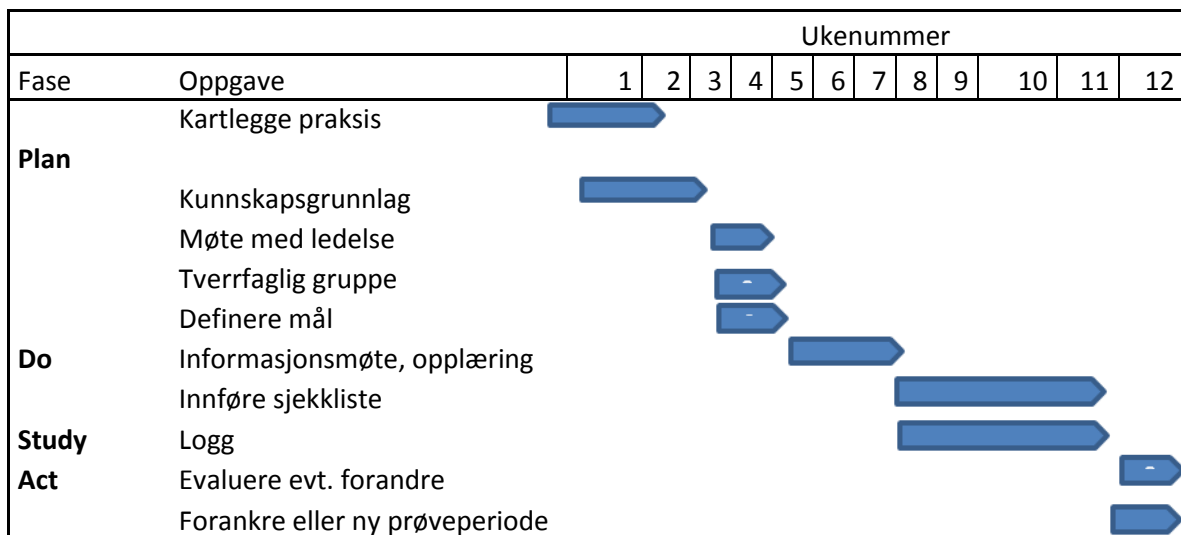 Ukenummer
Fase Oppgave 1 2 3 4 5 6 7 8 9 10 11 12
Kartlegge praksis
Plan
Kunnskapsgrunnlag
Møte med ledelse
Tverrfaglig gruppe
Definere mål
Do Informasjonsmøte, opplæring
Innføre sjekkliste
Study Logg
Act Evaluere evt. forandre
Forankre eller ny prøveperiode